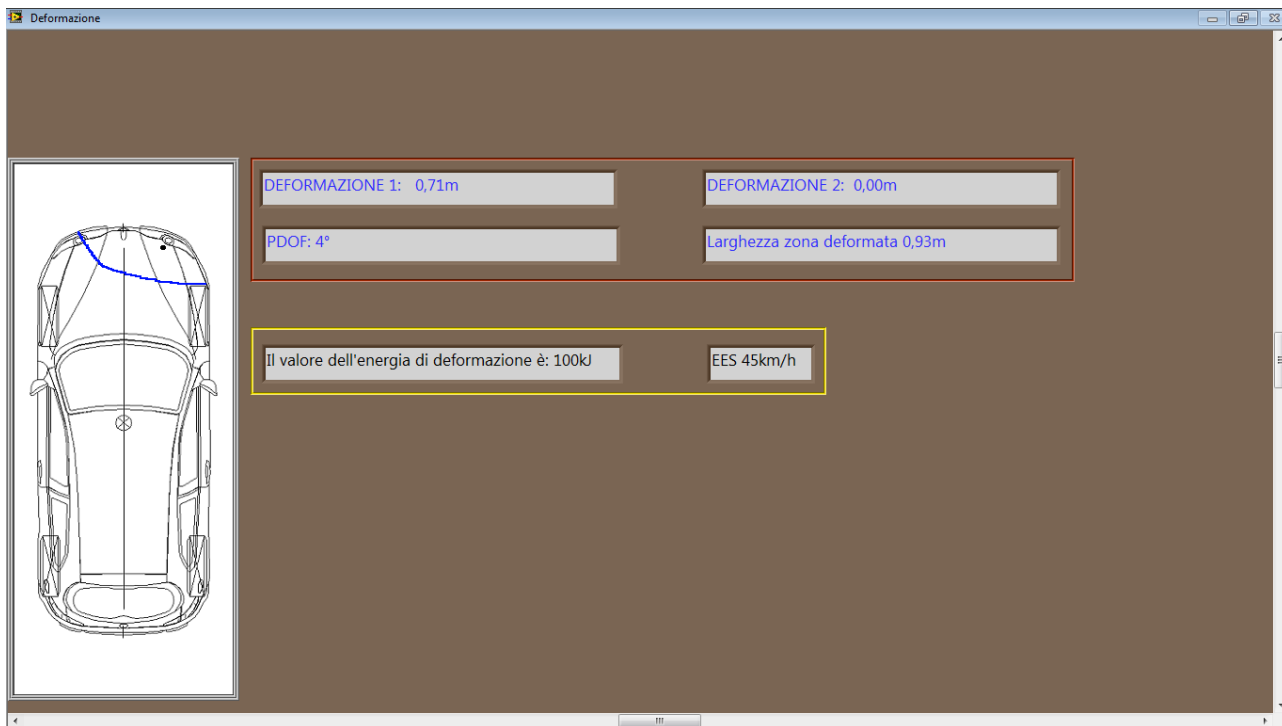 Deformazione
DEFORMAZIONE 1: 0,71m
DEFORMAZIONE 2: 0,00m
PDOF: 4°
Larghezza zona deformata 0,93m
Il valore dell'energia di deformazione è: 100kJ
EES 45km/h